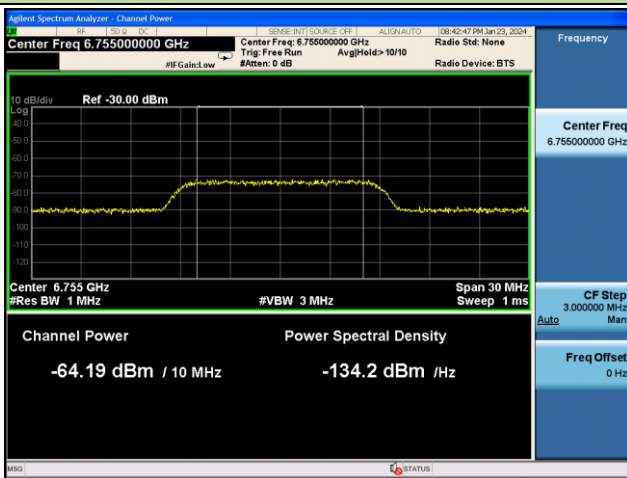 Agilent Spectrum Analyzer - Channel Power
RF 50 Ω DC SENSE:INT SOURCE OFF ALIGN AUTO 08:42:47 PM Jan 23, 2024
Center Freq 6.755000000 GHz
Center Freq: 6.755000000 GHz
Radio Std: None
Trig: Free Run Avg|Hold:> 10/10
#IFGain:Low
#Atten: 0 dB
Radio Device: BTS
10 dB/div Ref -30.00 dBm
Log
-40.0
-50.0
-60.0
-70.0
-80.0
-90.0
-100
-110
-120
Center 6.755 GHz
Span 30 MHz
#Res BW 1 MHz
#VBW 3 MHz
Sweep 1 ms
Channel Power
Power Spectral Density
-64.19 dBm / 10 MHz
-134.2 dBm /Hz
MSG
STATUS
Frequency
Center Freq
6.755000000 GHz
CF Step
3.000000 MHz
Auto Man
Freq Offset
0 Hz